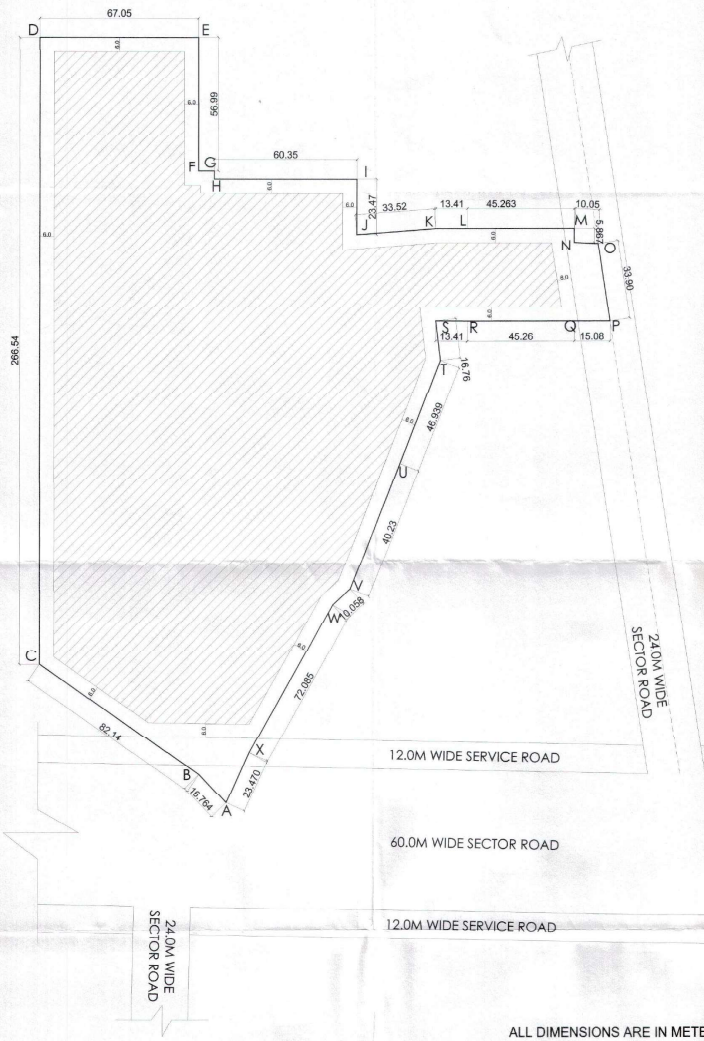 67.05
D
E
6.0
6.0
56.99
60.35
F
G
H
I
6.0
6.0
23.47
33.52
13.41
45.263
10.05
J
K
L
M
5.867
N
O
6.0
6.0
33.90
6.0
266.54
6.0
S
R
Q
P
13.41
45.26
15.08
T
16.76
46.939
6.0
U
40.23
V
W
10.058
6.0
72.085
C
6.0
82.14
6.0
X
23.470
B
16.764
A
24.0M WIDE
SECTOR ROAD
12.0M WIDE SERVICE ROAD
60.0M WIDE SECTOR ROAD
12.0M WIDE SERVICE ROAD
24.0M WIDE
SECTOR ROAD
ALL DIMENSIONS ARE IN METE